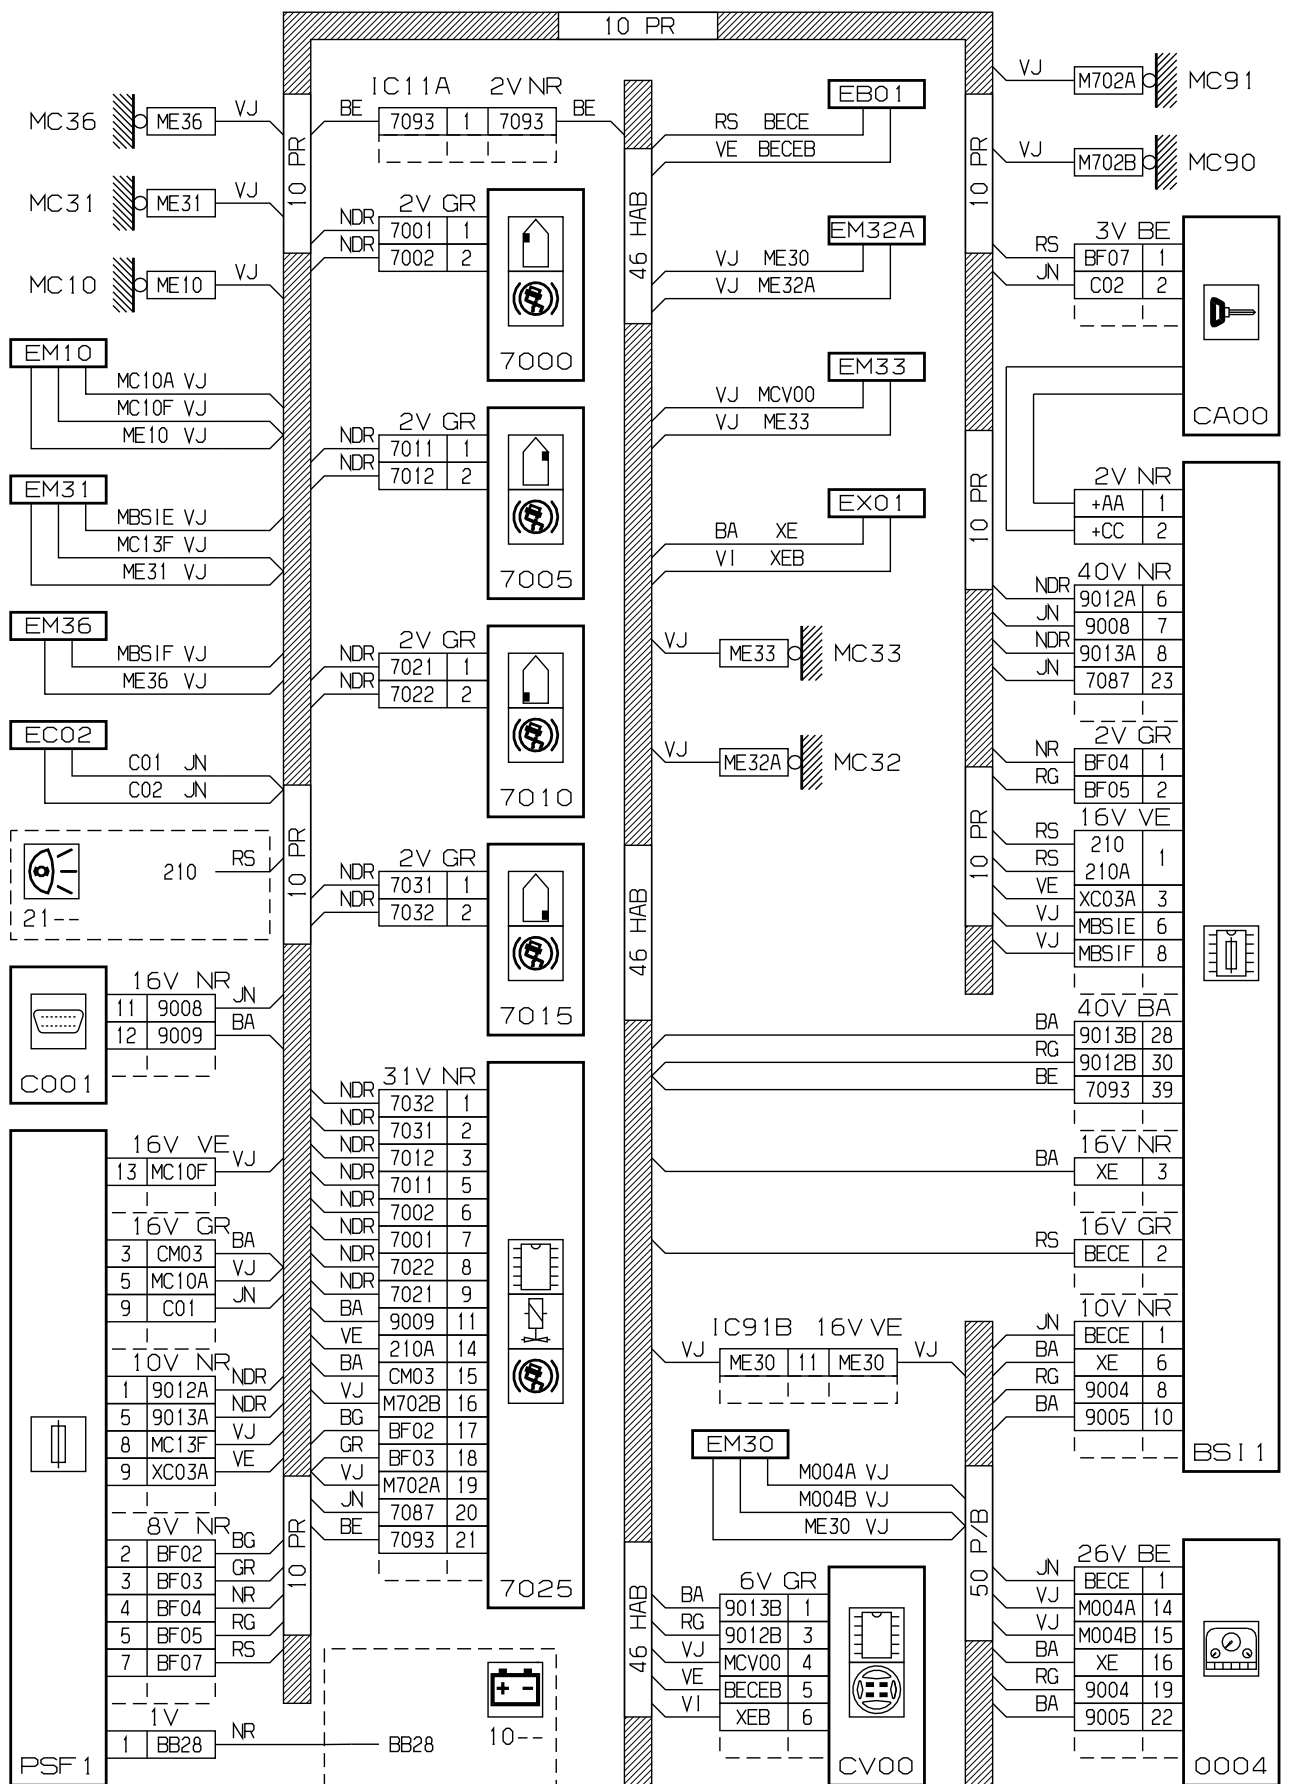 10 PR
MC36 ME36 VJ
MC31 ME31 VJ
MC10 ME10 VJ
EM10
MC10A VJ
MC10F VJ
ME10 VJ
EM31
MBSIE VJ
MC13F VJ
ME31 VJ
EM36
MBSIF VJ
ME36 VJ
EC02
C01 JN
C02 JN
210 RS
21--
16V NR
11 9008 JN
12 9009 BA
C001
16V VE
13 MC10F VJ
16V GR
3 CM03 BA
5 MC10A VJ
9 C01 JN
10V NR
1 9012A NDR
5 9013A NDR
8 MC13F VJ
9 XC03A VE
8V NR
2 BF02 BG
3 BF03 GR
4 BF04 NR
5 BF05 RG
7 BF07 RS
1V
1 BB28 NR
PSF1
10 PR
10 PR
10 PR
IC11A 2V NR
BE 7093 1 7093 BE
2V GR
NDR 7001 1
NDR 7002 2
7000
2V GR
NDR 7011 1
NDR 7012 2
7005
2V GR
NDR 7021 1
NDR 7022 2
7010
2V GR
NDR 7031 1
NDR 7032 2
7015
31V NR
NDR 7032 1
NDR 7031 2
NDR 7012 3
NDR 7011 5
NDR 7002 6
NDR 7001 7
NDR 7022 8
NDR 7021 9
BA 9009 11
VE 210A 14
BA CM03 15
VJ M702B 16
BG BF02 17
GR BF03 18
VJ M702A 19
JN 7087 20
BE 7093 21
7025
10--
BB28
46 HAB
46 HAB
46 HAB
EB01
RS BECE
VE BECEB
EM32A
VJ ME30
VJ ME32A
EM33
VJ MCV00
VJ ME33
EX01
BA XE
VI XEB
VJ ME33 MC33
VJ ME32A MC32
IC91B 16V VE
VJ ME30 11 ME30 VJ
EM30
M004A VJ
M004B VJ
ME30 VJ
6V GR
BA 9013B 1
RG 9012B 3
VJ MCV00 4
VE BECEB 5
VI XEB 6
CV00
10 PR
10 PR
10 PR
50 P/B
VJ M702A MC91
VJ M702B MC90
3V BE
RS BF07 1
JN C02 2
CA00
2V NR
+AA 1
+CC 2
40V NR
NDR 9012A 6
JN 9008 7
NDR 9013A 8
JN 7087 23
2V GR
NR BF04 1
RG BF05 2
16V VE
RS 210 1
RS 210A
VE XC03A 3
VJ MBSIE 6
VJ MBSIF 8
40V BA
BA 9013B 28
RG 9012B 30
BE 7093 39
16V NR
BA XE 3
16V GR
RS BECE 2
10V NR
JN BECE 1
BA XE 6
RG 9004 8
BA 9005 10
BSI1
26V BE
JN BECE 1
VJ M004A 14
VJ M004B 15
BA XE 16
RG 9004 19
BA 9005 22
0004